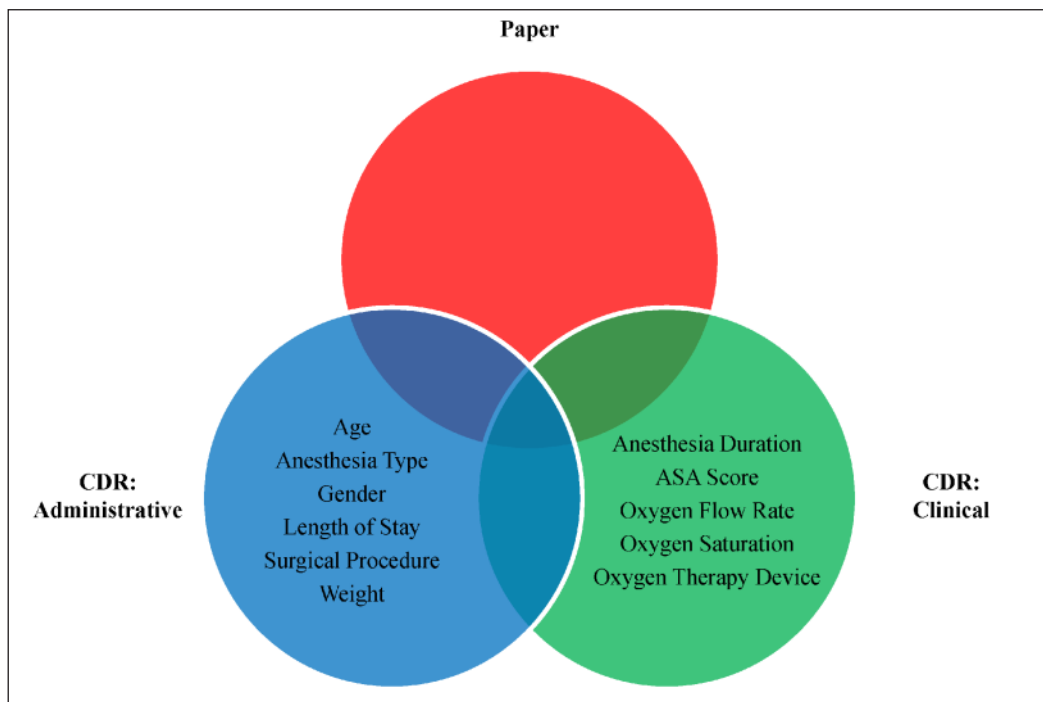 Paper
CDR:
Administrative
Age
Anesthesia Type
Gender
Length of Stay
Surgical Procedure
Weight
Anesthesia Duration
ASA Score
Oxygen Flow Rate
Oxygen Saturation
Oxygen Therapy Device
CDR:
Clinical